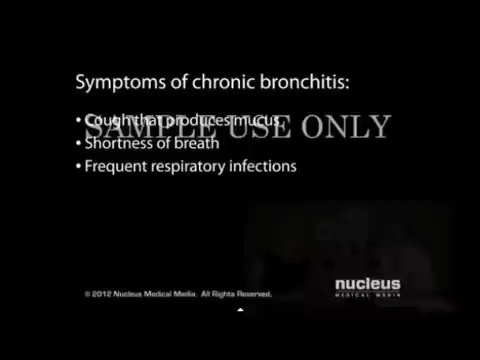 Symptoms of chronic bronchitis:
• Cough that produces mucus
SAMPLE USE ONLY
• Shortness of breath
• Frequent respiratory infections
nucleus
MEDICAL MEDIA
© 2012 Nucleus Medical Media. All Rights Reserved.